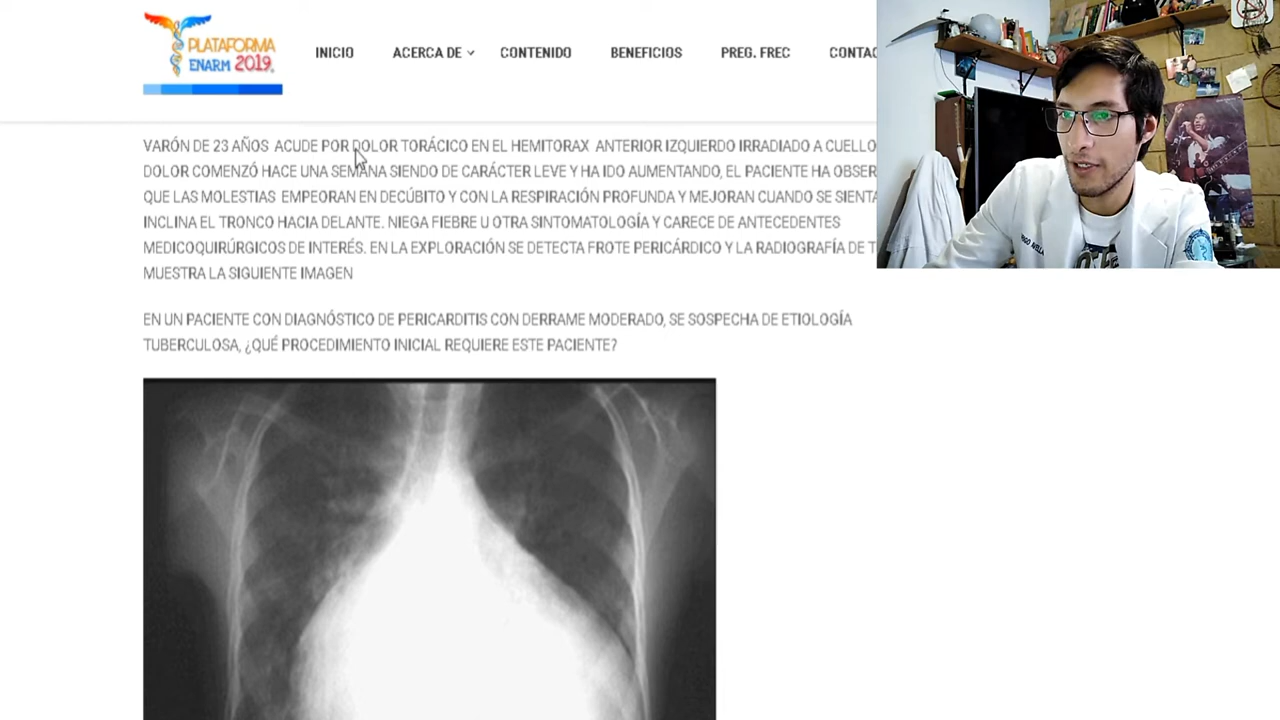 PLATAFORMA
ENARM 2019
INICIO ACERCA DE CONTENIDO BENEFICIOS PREG. FREC
VARÓN DE 23 AÑOS ACUDE POR DOLOR TORÁCICO EN EL HEMITORAX ANTERIOR IZQUIERDO IRRADIADO A CUELLO
DOLOR COMENZÓ HACE UNA SEMANA SIENDO DE CARÁCTER LEVE Y HA IDO AUMENTANDO, EL PACIENTE HA
QUE LAS MOLESTIAS EMPEORAN EN DECÚBITO Y CON LA RESPIRACIÓN PROFUNDA Y MEJORAN CUANDO SE
INCLINA EL TRONCO HACIA DELANTE. NIEGA FIEBRE U OTRA SINTOMATOLOGÍA Y CARECE DE ANTECEDENTES
MEDICOQUIRÚRGICOS DE INTERÉS. EN LA EXPLORACIÓN SE DETECTA FROTE PERICÁRDICO Y LA RADIOGRAFÍA DE
MUESTRA LA SIGUIENTE IMAGEN
EN UN PACIENTE CON DIAGNÓSTICO DE PERICARDITIS CON DERRAME MODERADO, SE SOSPECHA DE ETIOLOGÍA
TUBERCULOSA, ¿QUÉ PROCEDIMIENTO INICIAL REQUIERE ESTE PACIENTE?